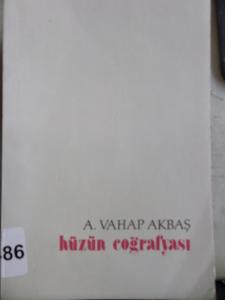 A. VAHAP AKBAŞ
hüzün coğrafyası
86